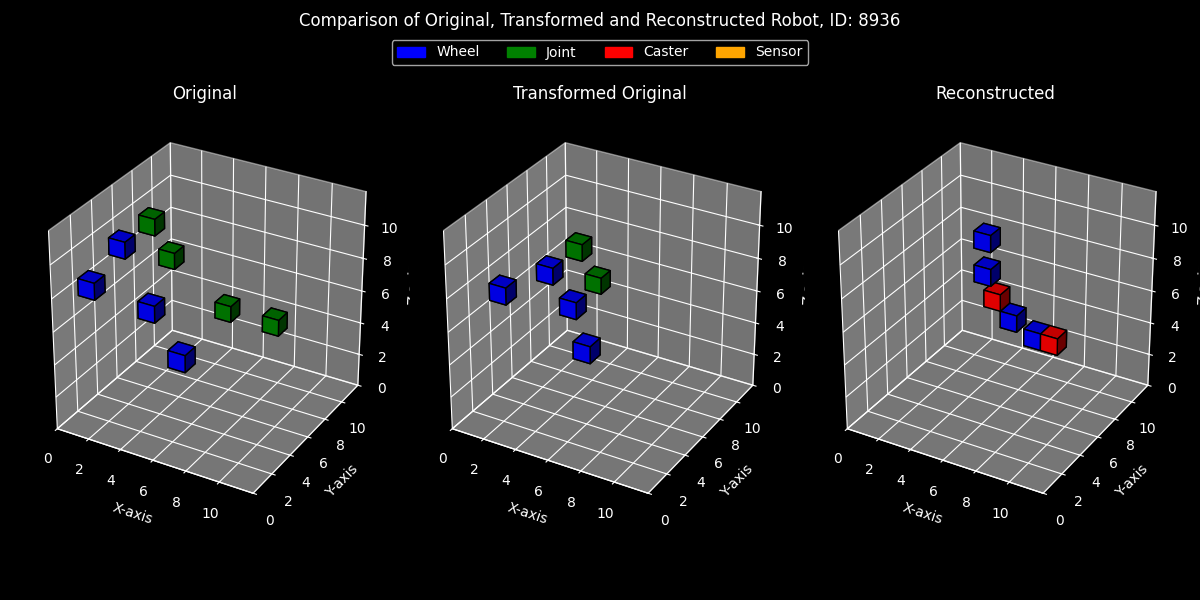 Comparison of Original, Transformed and Reconstructed Robot, ID: 8936
Wheel Joint Caster Sensor
Original
Transformed Original
Reconstructed
0 2 4 6 8 10
X-axis
0 2 4 6 8 10
Y-axis
0 2 4 6 8 10
0 2 4 6 8 10
X-axis
0 2 4 6 8 10
Y-axis
0 2 4 6 8 10
0 2 4 6 8 10
X-axis
0 2 4 6 8 10
Y-axis
0 2 4 6 8 10